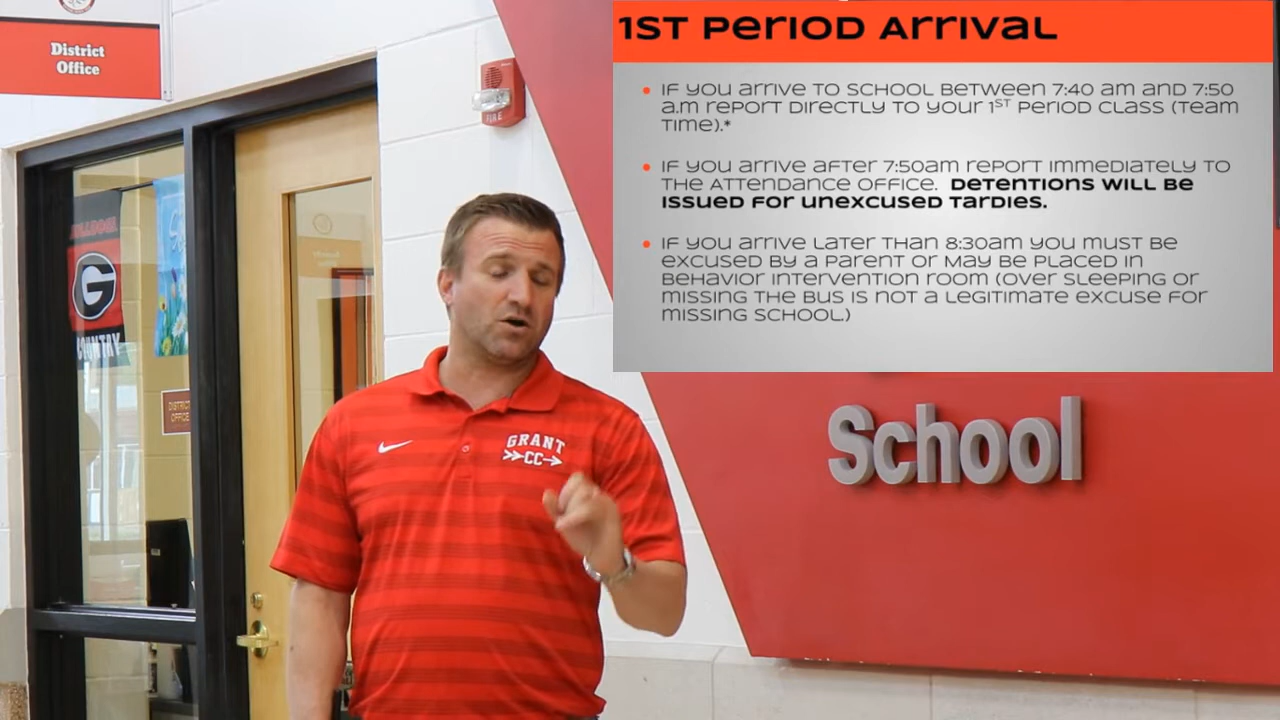 District
Office
FIRE
1ST Period Arrival
• If you arrive to school between 7:40 am and 7:50
a.m report directly to your 1ST Period class (Team
Time).*
• If you arrive after 7:50am report immediately to
the Attendance Office. Detentions will be
issued for unexcused tardies.
• If you arrive later than 8:30am you must be
excused by a parent or may be placed in
behavior intervention room (over sleeping or
missing the bus is not a legitimate excuse for
missing school.)
G
COUNTRY
DISTRICT
OFFICE
School
GRANT
CC